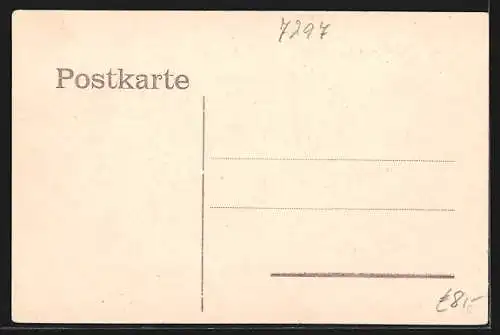 7297
Postkarte
€81,-